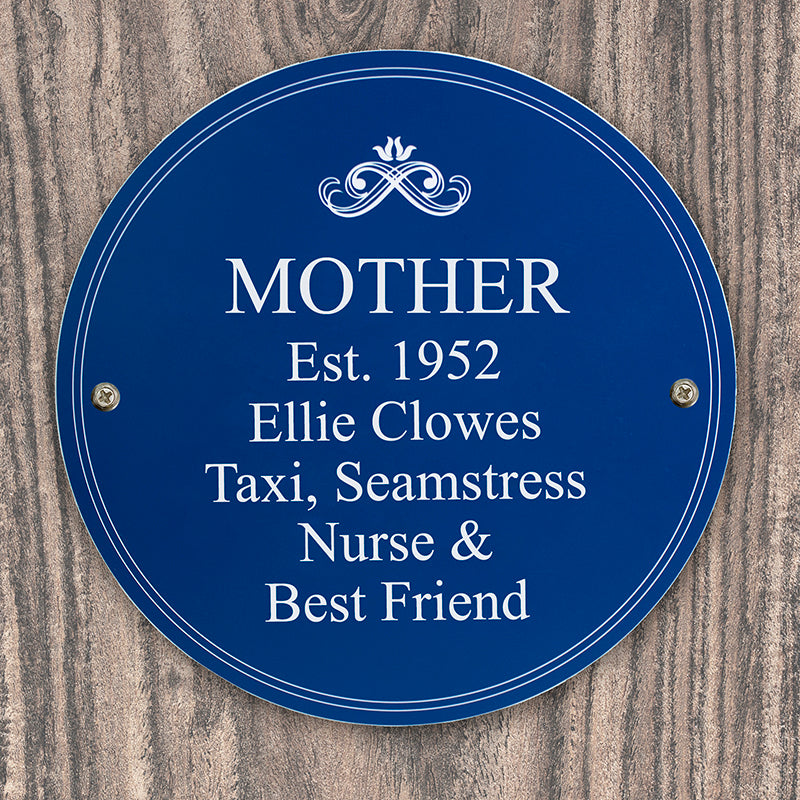 MOTHER
Est. 1952
Ellie Clowes
Taxi, Seamstress
Nurse &
Best Friend